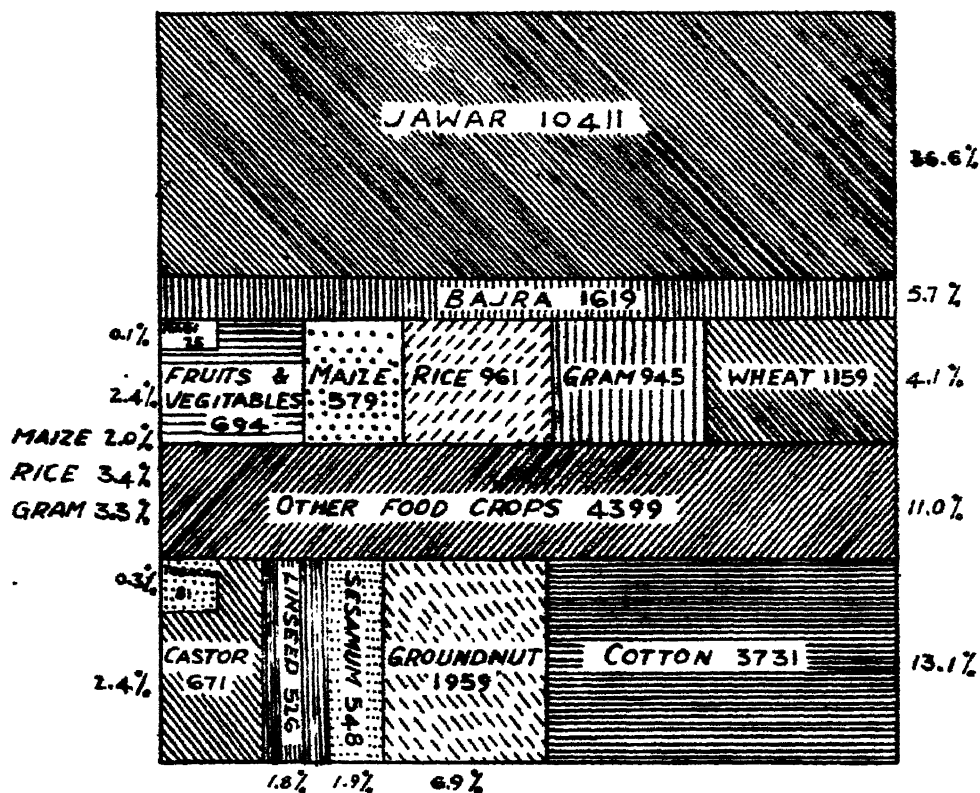 JAWAR 10411
36.6%
BAJRA 1619
5.7%
0.1%
25
FRUITS &
VEGITABLES
694
2.4%
MAIZE
579
RICE 961
GRAM 945
WHEAT 1159
4.1%
MAIZE 2.0%
RICE 3.4%
GRAM 3.3%
OTHER FOOD CROPS 4399
11.0%
0.3%
81
CASTOR
671
2.4%
LINSEED 526
SESAMUM 548
GROUNDNUT
1959
COTTON 3731
13.1%
1.8% 1.9% 6.9%